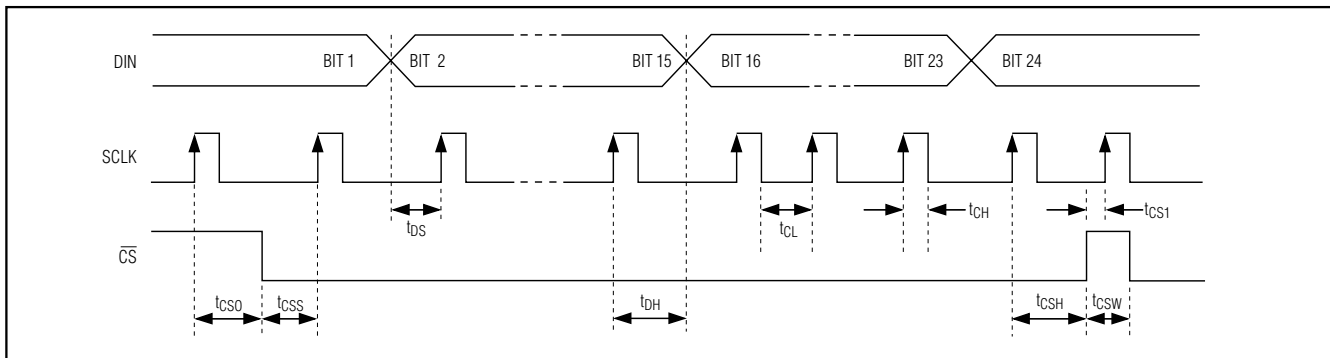 DIN BIT 1 BIT 2 BIT 15 BIT 16 BIT 23 BIT 24
SCLK
tDS tCL tCH tCS1
CS
tCS0 tCSS tDH tCSH tCSW